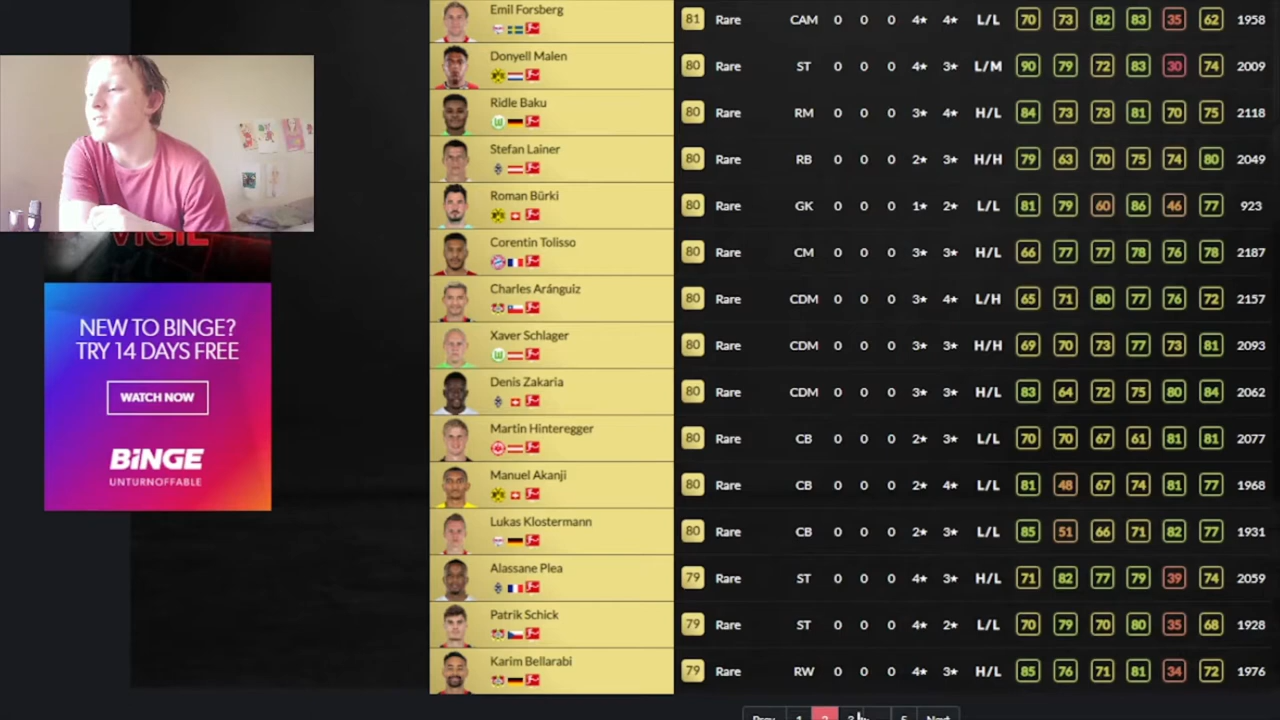 Emil Forsberg 81 Rare CAM 0 0 0 4★ 4★ L/L 70 73 82 83 35 62 1958
Donyell Malen 80 Rare ST 0 0 0 4★ 3★ L/M 90 79 72 83 30 74 2009
Ridle Baku 80 Rare RM 0 0 0 3★ 4★ H/L 84 73 73 81 70 75 2118
Stefan Lainer 80 Rare RB 0 0 0 2★ 3★ H/H 79 63 70 75 74 80 2049
Roman Bürki 80 Rare GK 0 0 0 1★ 2★ L/L 81 79 60 86 46 77 923
Corentin Tolisso 80 Rare CM 0 0 0 3★ 3★ H/L 66 77 77 78 76 78 2187
Charles Aránguiz 80 Rare CDM 0 0 0 3★ 4★ L/H 65 71 80 77 76 72 2157
Xaver Schlager 80 Rare CDM 0 0 0 3★ 3★ H/H 69 70 73 77 73 81 2093
Denis Zakaria 80 Rare CDM 0 0 0 3★ 3★ H/L 83 64 72 75 80 84 2062
Martin Hinteregger 80 Rare CB 0 0 0 2★ 3★ L/L 70 70 67 61 81 81 2077
Manuel Akanji 80 Rare CB 0 0 0 2★ 4★ L/L 81 48 67 74 81 77 1968
Lukas Klostermann 80 Rare CB 0 0 0 2★ 3★ L/L 85 51 66 71 82 77 1931
Alassane Plea 79 Rare ST 0 0 0 4★ 3★ H/L 71 82 77 79 39 74 2059
Patrik Schick 79 Rare ST 0 0 0 4★ 2★ L/L 70 79 70 80 35 68 1928
Karim Bellarabi 79 Rare RW 0 0 0 4★ 3★ H/L 85 76 71 81 34 72 1976
Prev 1 2 3 5 Next
VIGIL
NEW TO BINGE?
TRY 14 DAYS FREE
WATCH NOW
BiNGE
UNTURNOFFABLE